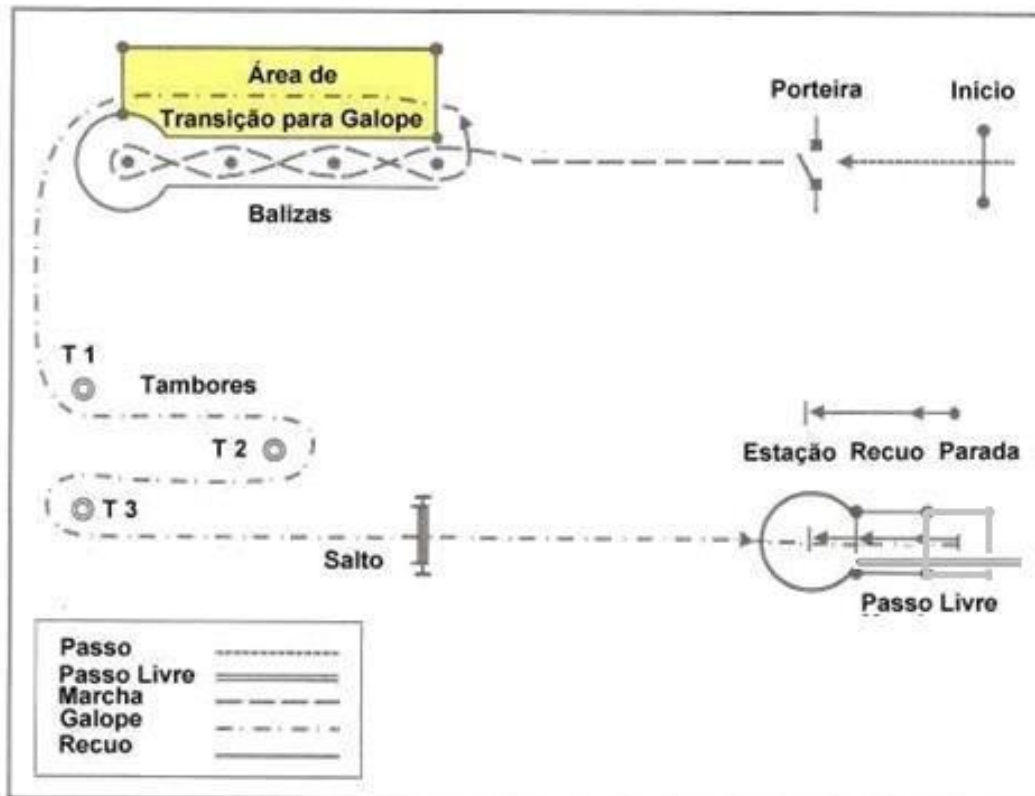 Área de
Transição para Galope
Porteira
Inicio
Balizas
T 1
Tambores
T 2
T 3
Salto
Estação Recuo Parada
Passo Livre
Passo
Passo Livre
Marcha
Galope
Recuo